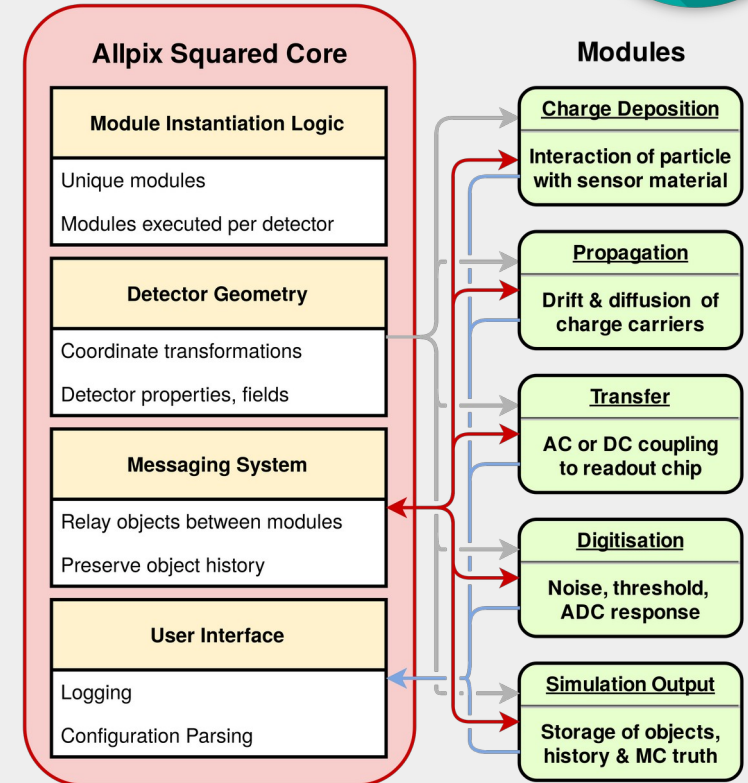 Allpix Squared Core
Module Instantiation Logic
Unique modules
Modules executed per detector
Detector Geometry
Coordinate transformations
Detector properties, fields
Messaging System
Relay objects between modules
Preserve object history
User Interface
Logging
Configuration Parsing
Modules
Charge Deposition
Interaction of particle
with sensor material
Propagation
Drift & diffusion of
charge carriers
Transfer
AC or DC coupling
to readout chip
Digitisation
Noise, threshold,
ADC response
Simulation Output
Storage of objects,
history & MC truth